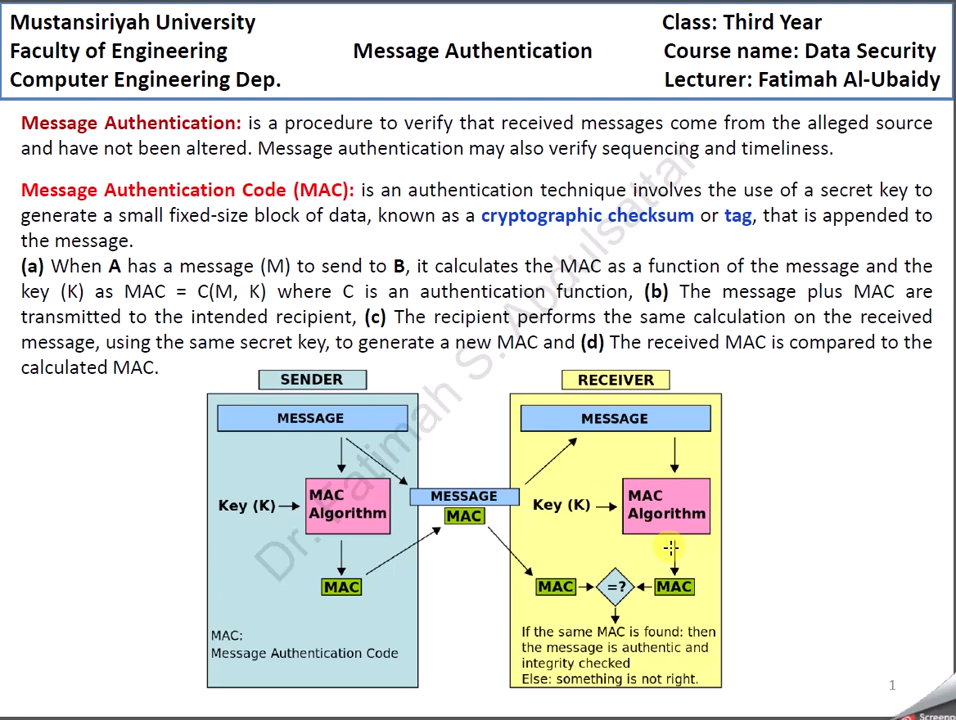 Mustansiriyah University
Faculty of Engineering
Computer Engineering Dep.
Message Authentication
Class: Third Year
Course name: Data Security
Lecturer: Fatimah Al-Ubaidy
Message Authentication: is a procedure to verify that received messages come from the alleged source
and have not been altered. Message authentication may also verify sequencing and timeliness.
Message Authentication Code (MAC): is an authentication technique involves the use of a secret key to
generate a small fixed-size block of data, known as a cryptographic checksum or tag, that is appended to
the message.
(a) When A has a message (M) to send to B, it calculates the MAC as a function of the message and the
key (K) as MAC = C(M, K) where C is an authentication function, (b) The message plus MAC are
transmitted to the intended recipient, (c) The recipient performs the same calculation on the received
message, using the same secret key, to generate a new MAC and (d) The received MAC is compared to the
calculated MAC.
SENDER
MESSAGE
Key (K)
MAC
Algorithm
MAC
MAC:
Message Authentication Code
MESSAGE
MAC
RECEIVER
MESSAGE
Key (K)
MAC
Algorithm
MAC
=?
MAC
If the same MAC is found: then
the message is authentic and
integrity checked
Else: something is not right.
Dr. Fatimah S. Abdulsattar
1